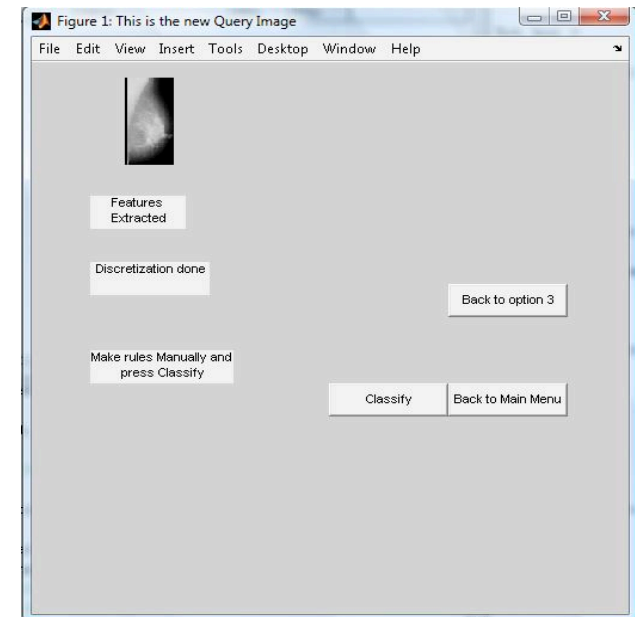 Figure 1: This is the new Query Image
File Edit View Insert Tools Desktop Window Help
Features
Extracted
Discretization done
Back to option 3
Make rules Manually and
press Classify
Classify
Back to Main Menu